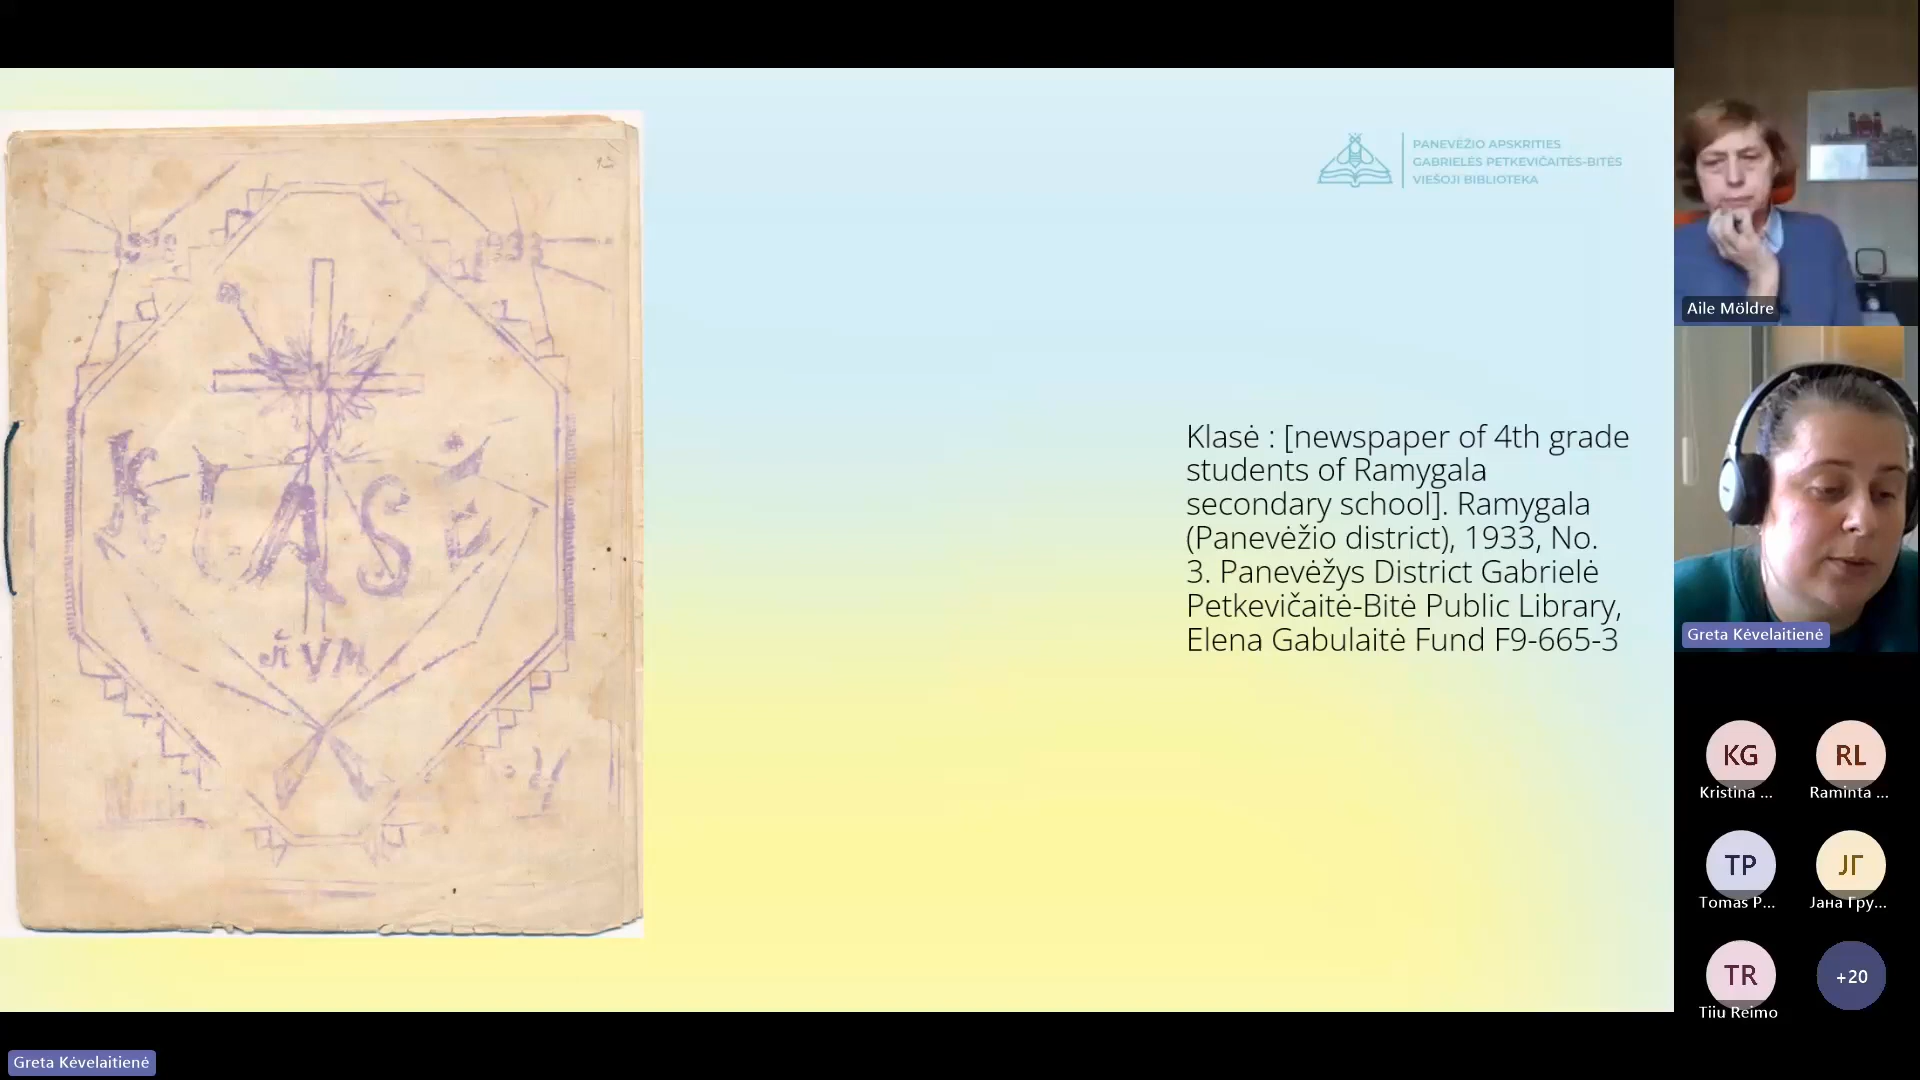 1933
KLASĖ
PANEVĖŽIO APSKRITIES
GABRIELĖS PETKEVIČAITĖS-BITĖS
VIEŠOJI BIBLIOTEKA
Klasė : [newspaper of 4th grade
students of Ramygala
secondary school]. Ramygala
(Panevėžio district), 1933, No.
3. Panevėžys District Gabrielė
Petkevičaitė-Bitė Public Library,
Elena Gabulaitė Fund F9-665-3
Aile Möldre
Greta Kėvelaitienė
KG
Kristina ...
RL
Raminta ...
TP
Tomas P...
ЈГ
Јана Гру...
TR
Tiiu Reimo
+20
Greta Kėvelaitienė